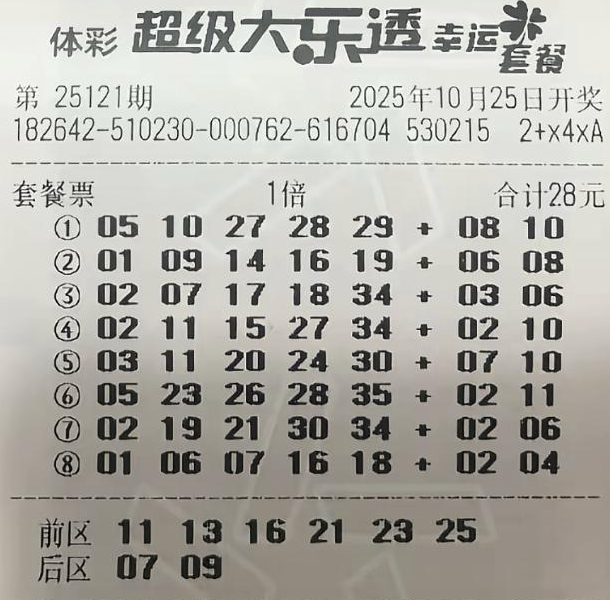 体彩 超级大乐透 幸运套餐
第 25121期 2025年10月25日开奖
182642-510230-000762-616704 530215 2+x4xA
套餐票 1倍 合计28元
① 05 10 27 28 29 + 08 10
② 01 09 14 16 19 + 06 08
③ 02 07 17 18 34 + 03 06
④ 02 11 15 27 34 + 02 10
⑤ 03 11 20 24 30 + 07 10
⑥ 05 23 26 28 35 + 02 11
⑦ 02 19 21 30 34 + 02 06
⑧ 01 06 07 16 18 + 02 04
前区 11 13 16 21 23 25
后区 07 09